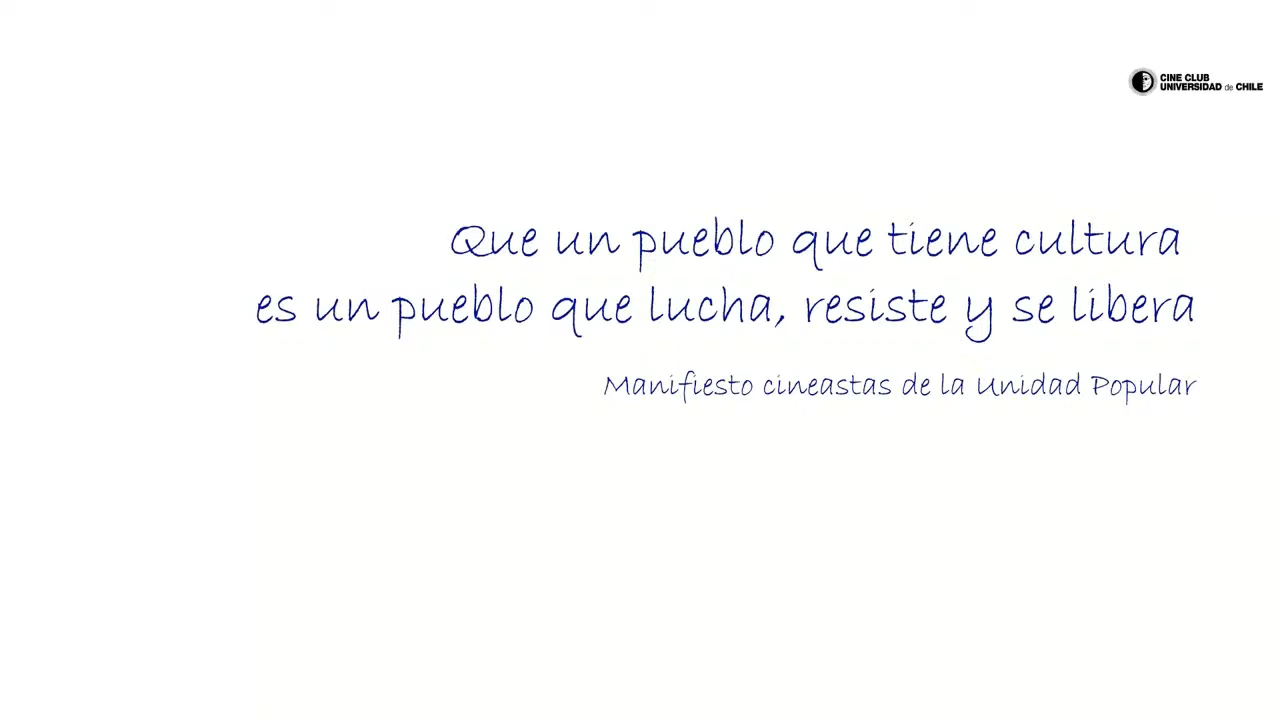 CINE CLUB
UNIVERSIDAD de CHILE
Que un pueblo que tiene cultura
es un pueblo que lucha, resiste y se libera
Manifiesto cineastas de la Unidad Popular